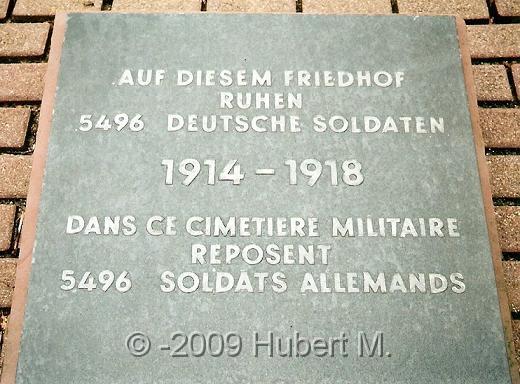 AUF DIESEM FRIEDHOF
RUHEN
5496 DEUTSCHE SOLDATEN
1914 – 1918
DANS CE CIMETIERE MILITAIRE
REPOSENT
5496 SOLDATS ALLEMANDS
© -2009 Hubert M.